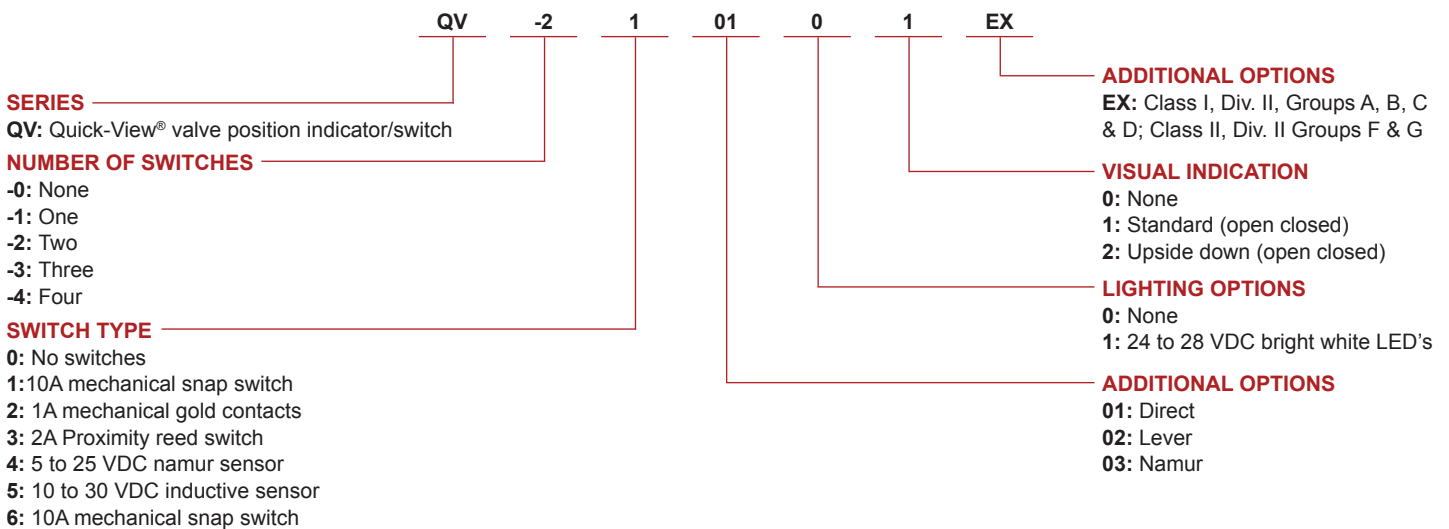 QV -2 1 01 0 1 EX
SERIES
QV: Quick-View® valve position indicator/switch
NUMBER OF SWITCHES
-0: None
-1: One
-2: Two
-3: Three
-4: Four
SWITCH TYPE
0: No switches
1:10A mechanical snap switch
2: 1A mechanical gold contacts
3: 2A Proximity reed switch
4: 5 to 25 VDC namur sensor
5: 10 to 30 VDC inductive sensor
6: 10A mechanical snap switch
ADDITIONAL OPTIONS
EX: Class I, Div. II, Groups A, B, C
& D; Class II, Div. II Groups F & G
VISUAL INDICATION
0: None
1: Standard (open closed)
2: Upside down (open closed)
LIGHTING OPTIONS
0: None
1: 24 to 28 VDC bright white LED's
ADDITIONAL OPTIONS
01: Direct
02: Lever
03: Namur